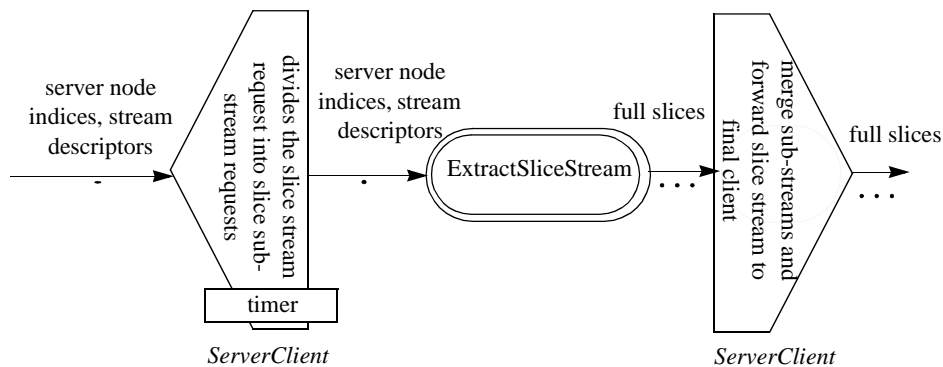 server node
indices, stream
descriptors
divides the slice stream
request into slice sub-
stream requests
timer
ServerClient
server node
indices, stream
descriptors
ExtractSliceStream
full slices
merge sub-streams and
forward slice stream to
final client
ServerClient
full slices